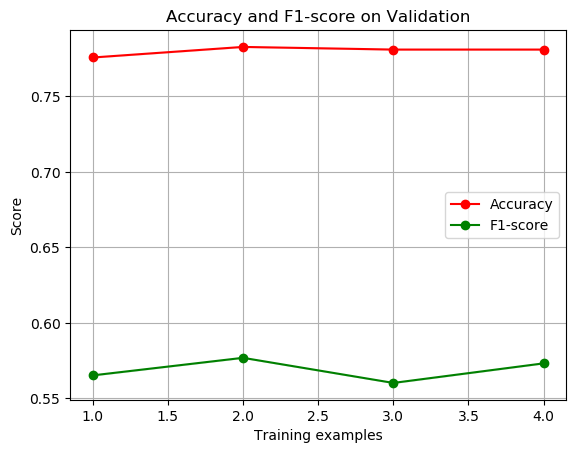 Accuracy and F1-score on Validation
Score
0.75
0.70
0.65
0.60
0.55
Accuracy
F1-score
1.0 1.5 2.0 2.5 3.0 3.5 4.0
Training examples